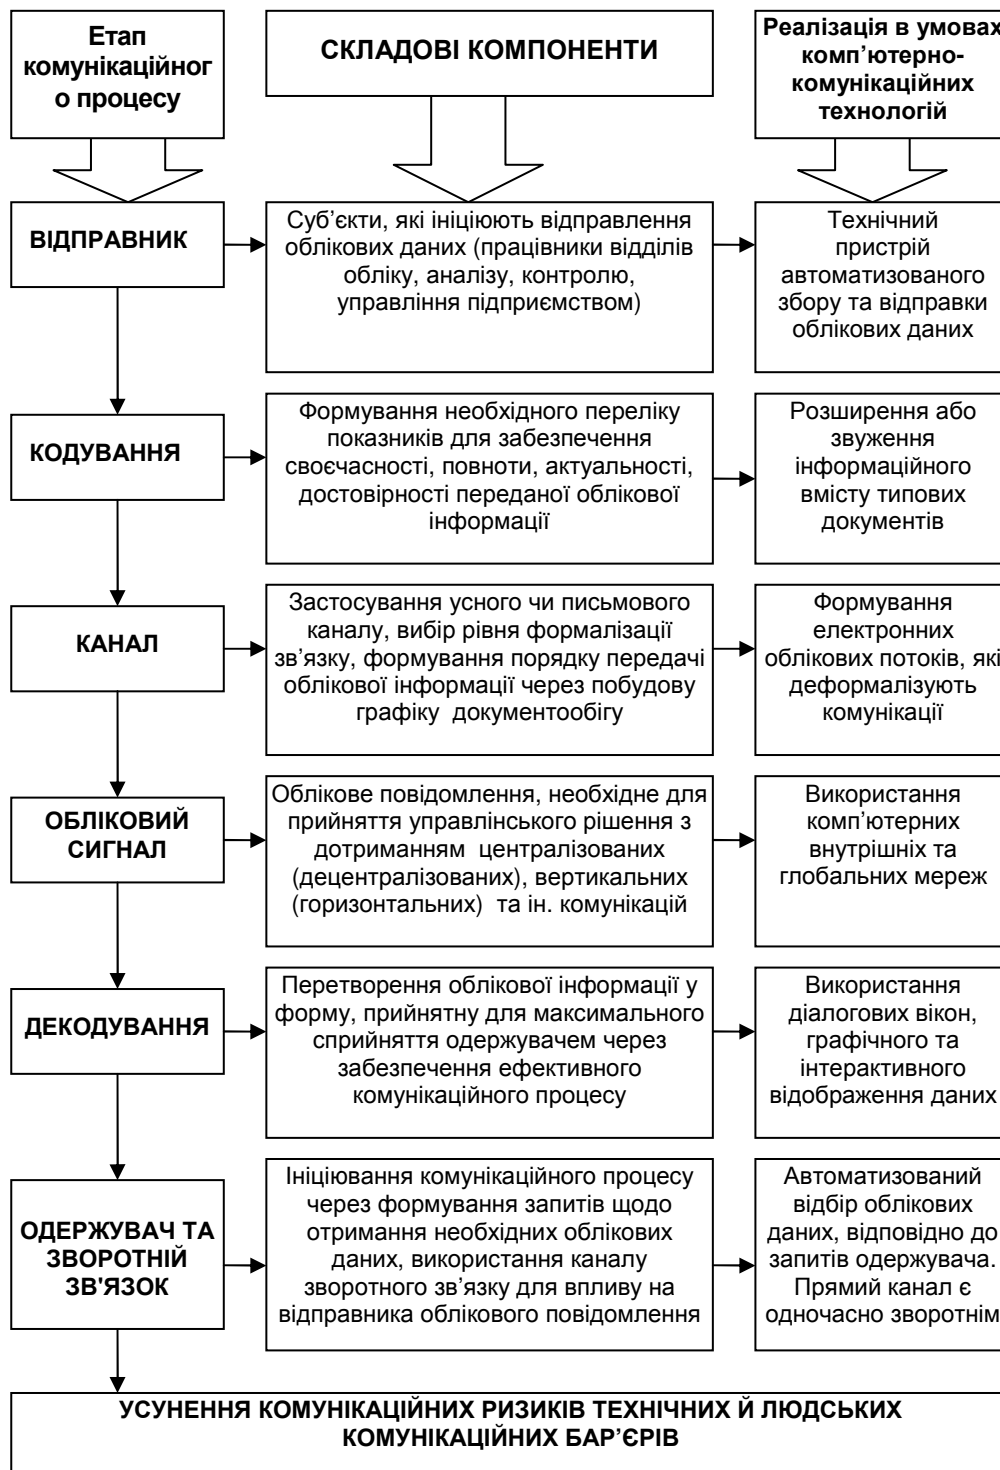 Етап
комунікаційног
о процесу
СКЛАДОВІ КОМПОНЕНТИ
Реалізація в умовах
комп’ютерно-
комунікаційних
технологій
ВІДПРАВНИК
Суб’єкти, які ініціюють відправлення
облікових даних (працівники відділів
обліку, аналізу, контролю,
управління підприємством)
Технічний
пристрій
автоматизованого
збору та відправки
облікових даних
КОДУВАННЯ
Формування необхідного переліку
показників для забезпечення
своєчасності, повноти, актуальності,
достовірності переданої облікової
інформації
Розширення або
звуження
інформаційного
вмісту типових
документів
КАНАЛ
Застосування усного чи письмового
каналу, вибір рівня формалізації
зв’язку, формування порядку передачі
облікової інформації через побудову
графіку документообігу
Формування
електронних
облікових потоків, які
деформалізують
комунікації
ОБЛІКОВИЙ
СИГНАЛ
Облікове повідомлення, необхідне для
прийняття управлінського рішення з
дотриманням централізованих
(децентралізованих), вертикальних
(горизонтальних) та ін. комунікацій
Використання
комп’ютерних
внутрішніх та
глобальних мереж
ДЕКОДУВАННЯ
Перетворення облікової інформації у
форму, прийнятну для максимального
сприйняття одержувачем через
забезпечення ефективного
комунікаційного процесу
Використання
діалогових вікон,
графічного та
інтерактивного
відображення даних
ОДЕРЖУВАЧ ТА
ЗВОРОТНІЙ
ЗВ'ЯЗОК
Ініціювання комунікаційного процесу
через формування запитів щодо
отримання необхідних облікових
даних, використання каналу
зворотного зв’язку для впливу на
відправника облікового повідомлення
Автоматизований
відбір облікових
даних, відповідно до
запитів одержувача.
Прямий канал є
одночасно зворотнім
УСУНЕННЯ КОМУНІКАЦІЙНИХ РИЗИКІВ ТЕХНІЧНИХ Й ЛЮДСЬКИХ
КОМУНІКАЦІЙНИХ БАР’ЄРІВ